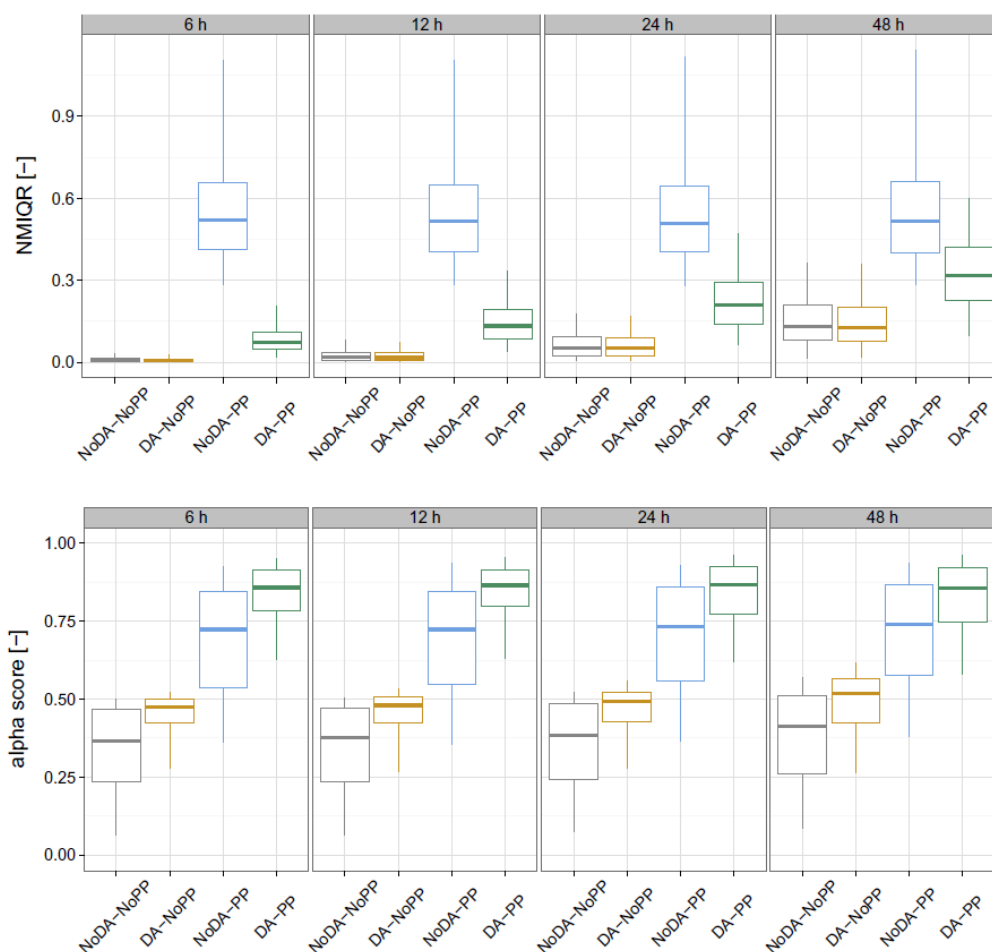 6 h 12 h 24 h 48 h
NMIQR [−]
0.9
0.6
0.3
0.0
NoDA−NoPP DA−NoPP NoDA−PP DA−PP NoDA−NoPP DA−NoPP NoDA−PP DA−PP NoDA−NoPP DA−NoPP NoDA−PP DA−PP NoDA−NoPP DA−NoPP NoDA−PP DA−PP
6 h 12 h 24 h 48 h
alpha score [−]
1.00
0.75
0.50
0.25
0.00
NoDA−NoPP DA−NoPP NoDA−PP DA−PP NoDA−NoPP DA−NoPP NoDA−PP DA−PP NoDA−NoPP DA−NoPP NoDA−PP DA−PP NoDA−NoPP DA−NoPP NoDA−PP DA−PP